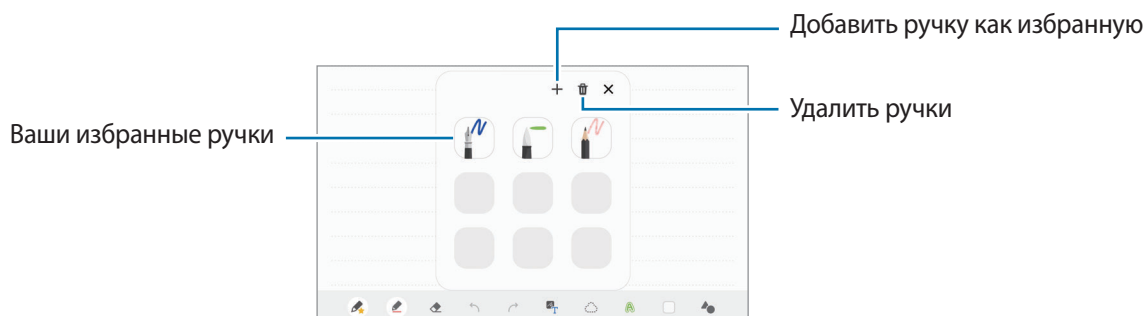 Добавить ручку как избранную
Удалить ручки
Ваши избранные ручки